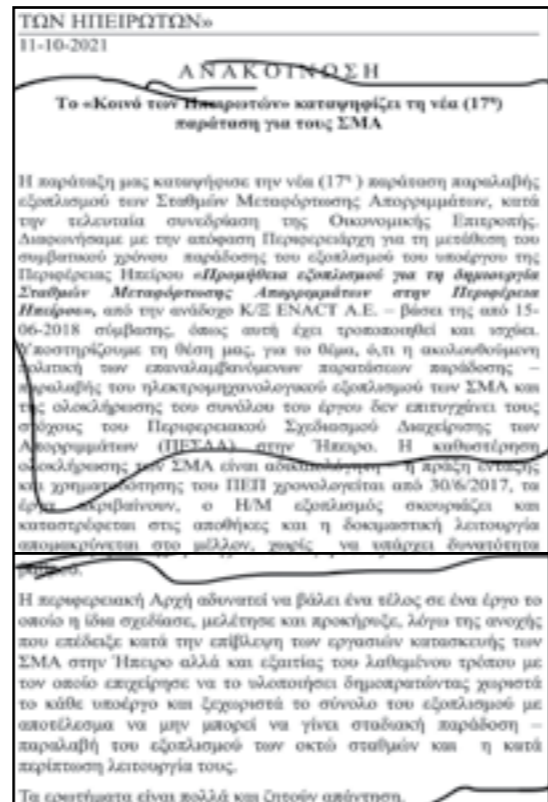 ΤΩΝ ΗΠΕΙΡΩΤΩΝ»
11-10-2021
ΑΝΑΚΟΙΝΩΣΗ
Το «Κοινό των Ηπειρωτών» καταψηφίζει τη νέα (17η)
παράταση για τους ΣΜΑ
Η παράταξη μας καταψήφισε την νέα (17η ) παράταση παραλαβής
εξοπλισμού των Σταθμών Μεταφόρτωσης Απορριμμάτων, κατά
την τελευταία συνεδρίαση της Οικονομικής Επιτροπής.
Διαφωνήσαμε με την απόφαση Περιφερειάρχη για τη μετάθεση του
συμβατικού χρόνου παράδοσης του εξοπλισμού του υποέργου της
Περιφέρειας Ηπείρου «Προμήθεια εξοπλισμού για τη δημιουργία
Σταθμών Μεταφόρτωσης Απορριμμάτων στην Περιφέρεια
Ηπείρου», από την ανάδοχο Κ/Ξ ENACT Α.Ε. – βάσει της από 15-
06-2018 σύμβασης, όπως αυτή έχει τροποποιηθεί και ισχύει.
Υποστηρίζουμε τη θέση μας, για το θέμα, ό,τι η ακολουθούμενη
πολιτική των επαναλαμβανόμενων παρατάσεων παράδοσης –
παραλαβής του ηλεκτρομηχανολογικού εξοπλισμού των ΣΜΑ και
της ολοκλήρωσης του συνόλου του έργου δεν επιτυγχάνει τους
στόχους του Περιφερειακού Σχεδιασμού Διαχείρισης των
Απορριμμάτων (ΠΕΣΔΑ) στην Ήπειρο. Η καθυστέρηση
ολοκλήρωσης των ΣΜΑ είναι αδικαιολόγητη – η πράξη ένταξης
και χρηματοδότησης του ΠΕΠ χρονολογείται από 30/6/2017, τα
έργα ακριβαίνουν, ο Η/Μ εξοπλισμός σκουριάζει και
καταστρέφεται στις αποθήκες και η δοκιμαστική λειτουργία
απομακρύνεται στο μέλλον, χωρίς να υπάρχει δυνατότητα
Η περιφερειακή Αρχή αδυνατεί να βάλει ένα τέλος σε ένα έργο το
οποίο η ίδια σχεδίασε, μελέτησε και προκήρυξε, λόγω της ανοχής
που επέδειξε κατά την επίβλεψη των εργασιών κατασκευής των
ΣΜΑ στην Ήπειρο αλλά και εξαιτίας του λαθεμένου τρόπου με
τον οποίο επιχείρησε να το υλοποιήσει δημοπρατώντας χωριστά
το κάθε υποέργο και ξεχωριστά το σύνολο του εξοπλισμού με
αποτέλεσμα να μην μπορεί να γίνει σταδιακή παράδοση –
παραλαβή του εξοπλισμού των οκτώ σταθμών και η κατά
περίπτωση λειτουργία τους.
Τα ερωτήματα είναι πολλά και ζητούν απάντηση.